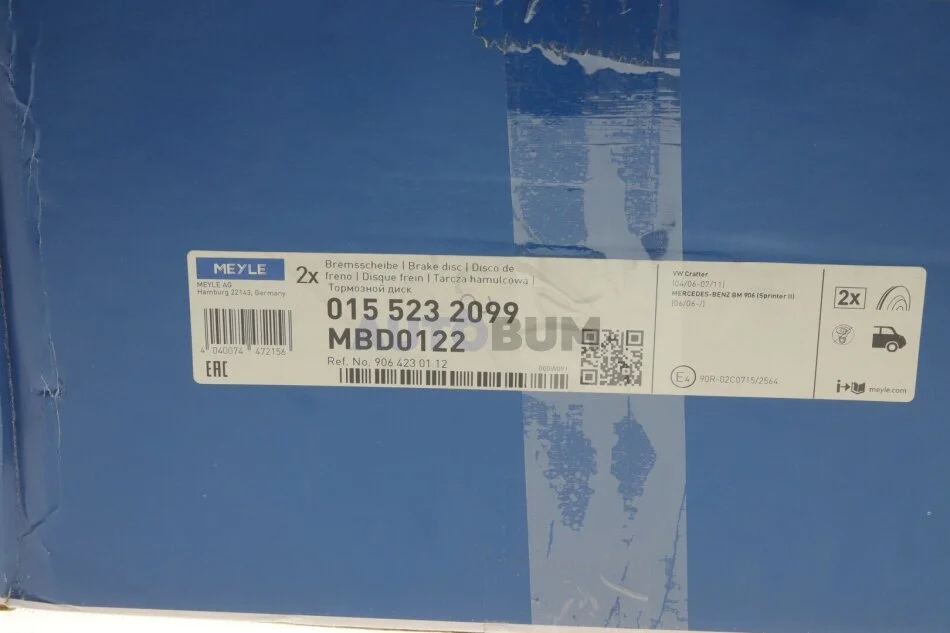 MEYLE
MEYLE AG
Hamburg 22143, Germany
4 040074 472156
EAC
2x
Bremsscheibe | Brake disc | Disco de
freno | Disque frein | Tarcza hamulcowa |
Тормозной диск
015 523 2099
MBD0122
AUTOBUM
Ref. No. 906 423 01 12
VW Crafter
(04/06-07/11)
MERCEDES-BENZ BM 906 (Sprinter II)
(06/06-/)
E4 90R-02C0715/2564
2x
meyle.com